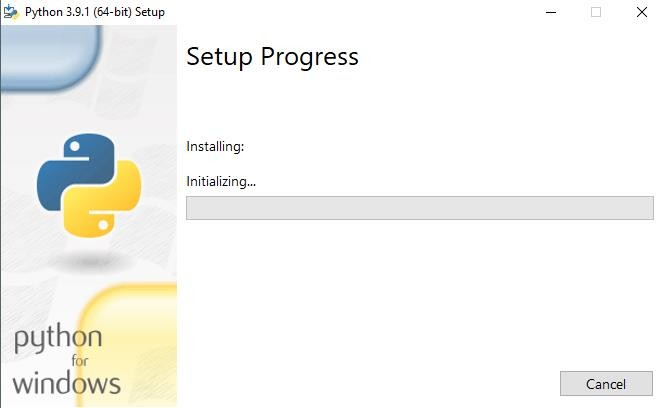 Python 3.9.1 (64-bit) Setup
Setup Progress
Installing:
Initializing...
python
for
windows
Cancel